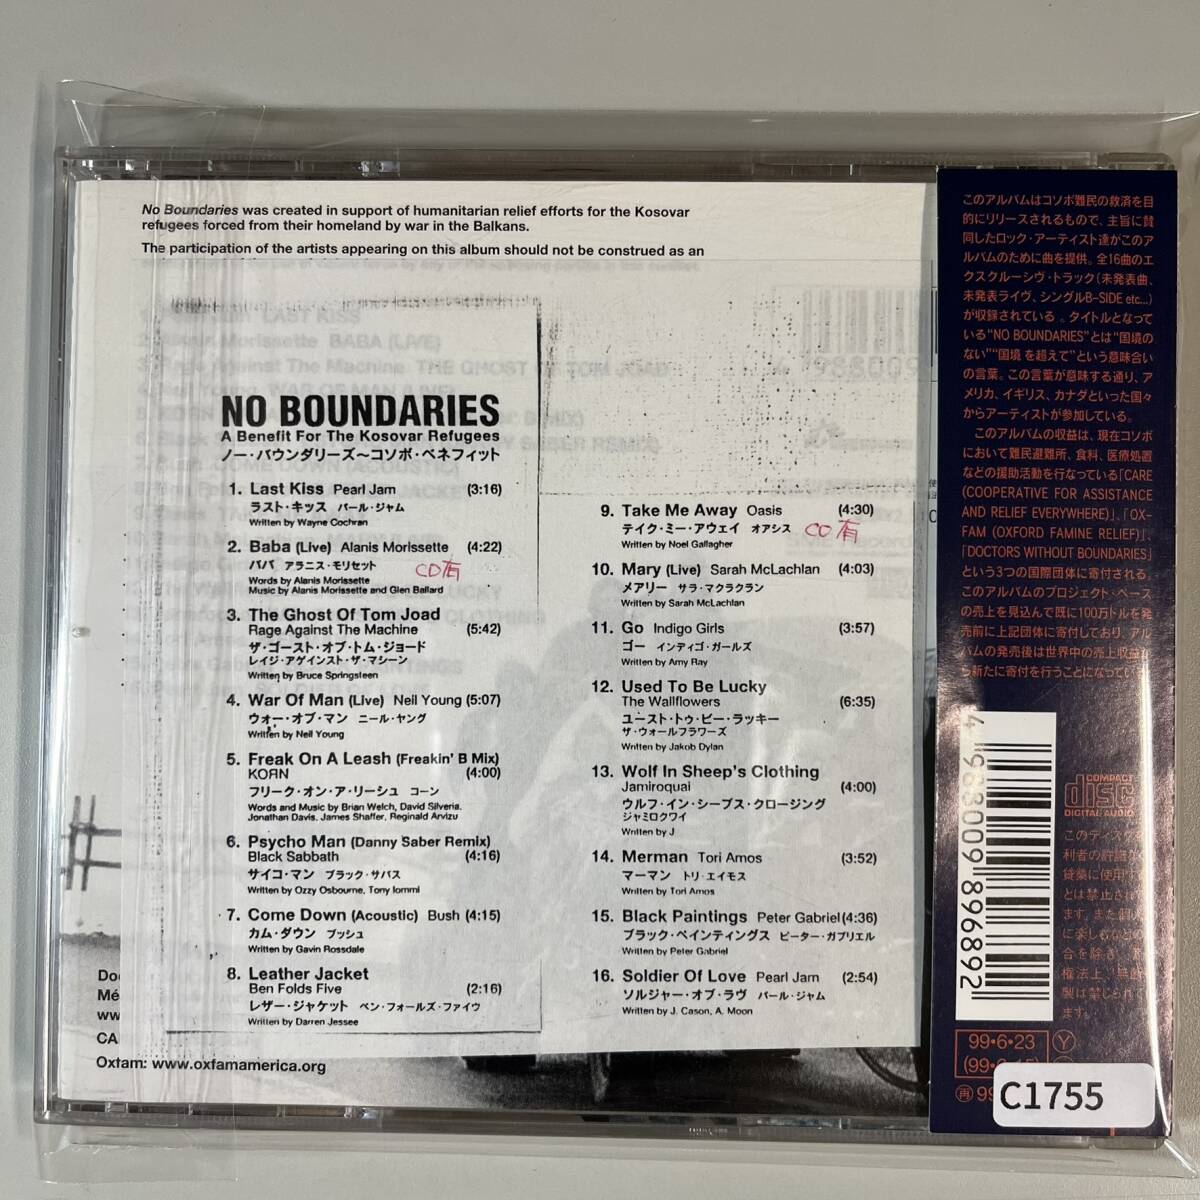 No Boundaries was created in support of humanitarian relief efforts for the Kosovar
refugees forced from their homeland by war in the Balkans.
The participation of the artists appearing on this album should not be construed as an
NO BOUNDARIES
A Benefit For The Kosovar Refugees
ノー・バウンダリーズ〜コソボ・ベネフィット
1. Last Kiss Pearl Jam (3:16)
ラスト・キッス パール・ジャム
Written by Wayne Cochran
2. Baba (Live) Alanis Morissette (4:22)
ババ アラニス・モリセット CD有
Words by Alanis Morissette
Music by Alanis Morissette and Glen Ballard
3. The Ghost Of Tom Joad
Rage Against The Machine (5:42)
ザ・ゴースト・オブ・トム・ジョード
レイジ・アゲインスト・ザ・マシーン
Written by Bruce Springsteen
4. War Of Man (Live) Neil Young (5:07)
ウォー・オブ・マン ニール・ヤング
Written by Neil Young
5. Freak On A Leash (Freakin' B Mix)
KOЯN (4:00)
フリーク・オン・ア・リーシュ コーン
Words and Music by Brian Welch, David Silveria,
Jonathan Davis, James Shaffer, Reginald Arvizu
6. Psycho Man (Danny Saber Remix)
Black Sabbath (4:16)
サイコ・マン ブラック・サバス
Written by Ozzy Osbourne, Tony Iommi
7. Come Down (Acoustic) Bush (4:15)
カム・ダウン ブッシュ
Written by Gavin Rossdale
8. Leather Jacket
Ben Folds Five (2:16)
レザー・ジャケット ベン・フォールズ・ファイヴ
Written by Darren Jessee
9. Take Me Away Oasis (4:30)
テイク・ミー・アウェイ オアシス CD有
Written by Noel Gallagher
10. Mary (Live) Sarah McLachlan (4:03)
メアリー サラ・マクラクラン
Written by Sarah McLachlan
11. Go Indigo Girls (3:57)
ゴー インディゴ・ガールズ
Written by Amy Ray
12. Used To Be Lucky
The Wallflowers (6:35)
ユースト・トゥ・ビー・ラッキー
ザ・ウォールフラワーズ
Written by Jakob Dylan
13. Wolf In Sheep's Clothing
Jamiroquai (4:00)
ウルフ・イン・シープス・クロージング
ジャミロクワイ
Written by J
14. Merman Tori Amos (3:52)
マーマン トリ・エイモス
Written by Tori Amos
15. Black Paintings Peter Gabriel (4:36)
ブラック・ペインティングス ピーター・ガブリエル
Written by Peter Gabriel
16. Soldier Of Love Pearl Jam (2:54)
ソルジャー・オブ・ラヴ パール・ジャム
Written by J. Cason, A. Moon
Oxfam: www.oxfamamerica.org
このアルバムはコソボ難民の救済を目
的にリリースされるもので、主旨に賛
同したロック・アーティスト達がこのア
ルバムのために曲を提供。全16曲のエ
クスクルーシヴ・トラック(未発表曲、
未発表ライヴ、シングルB-SIDE etc...)
が収録されている。タイトルとなって
いる"NO BOUNDARIES"とは"国境の
ない""国境を超えて"という意味合い
の言葉。この言葉が意味する通り、ア
メリカ、イギリス、カナダといった国々
からアーティストが参加している。
このアルバムの収益は、現在コソボ
において難民避難所、食料、医療処置
などの援助活動を行なっている「CARE
(COOPERATIVE FOR ASSISTANCE
AND RELIEF EVERYWHERE)」、「OX-
FAM (OXFORD FAMINE RELIEF)」、
「DOCTORS WITHOUT BOUNDARIES」
という3つの国際団体に寄付される。
このアルバムのプロジェクト・ベース
の売上を見込んで既に100万ドルを発
売前に上記団体に寄付しており、アル
バムの発売後は世界中の売上収益か
ら新たに寄付を行うことになっている
4 988009 896892
COMPACT
disc
DIGITAL AUDIO
99・6・23 Y
C1755